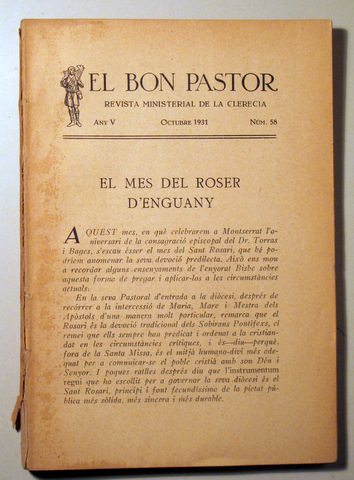 EL BON PASTOR
REVISTA MINISTERIAL DE LA CLERECIA
ANY V OCTUBRE 1931 NÚM. 58
EL MES DEL ROSER
D'ENGUANY
AQUEST mes, en què celebrarem a Montserrat l'a-
niversari de la consagració episcopal del Dr. Torras
i Bages, s'escau ésser el mes del Sant Rosari, que bé po-
dríem anomenar la seva devoció predilecta. Això ens mou
a recordar alguns ensenyaments de l'enyorat Bisbe sobre
aquesta forma de pregar i aplicar-los a les circumstàncies
actuals:
En la seva Pastoral d'entrada a la diòcesi, després de
recórrer a la intercessió de Maria, Mare i Mestra dels
Apòstols d'una manera molt particular, remarca que el
Rosari és la devoció tradicional dels Sobirans Pontífexs, el
remei que ells sempre han predicat i ordenat a la cristian-
dat en les circumstàncies crítiques, i és—diu—perquè,
fora de la Santa Missa, és el mitjà humano-diví més ade-
quat per a comunicar-se el poble cristià amb son Déu i
Senyor. I poques ratlles després diu que l'instrumentum
regni que ha escollit per a governar la seva diòcesi és el
Sant Rosari, principi i font fecundíssima de la pietat pú-
blica més sòlida, més sincera i més durable.